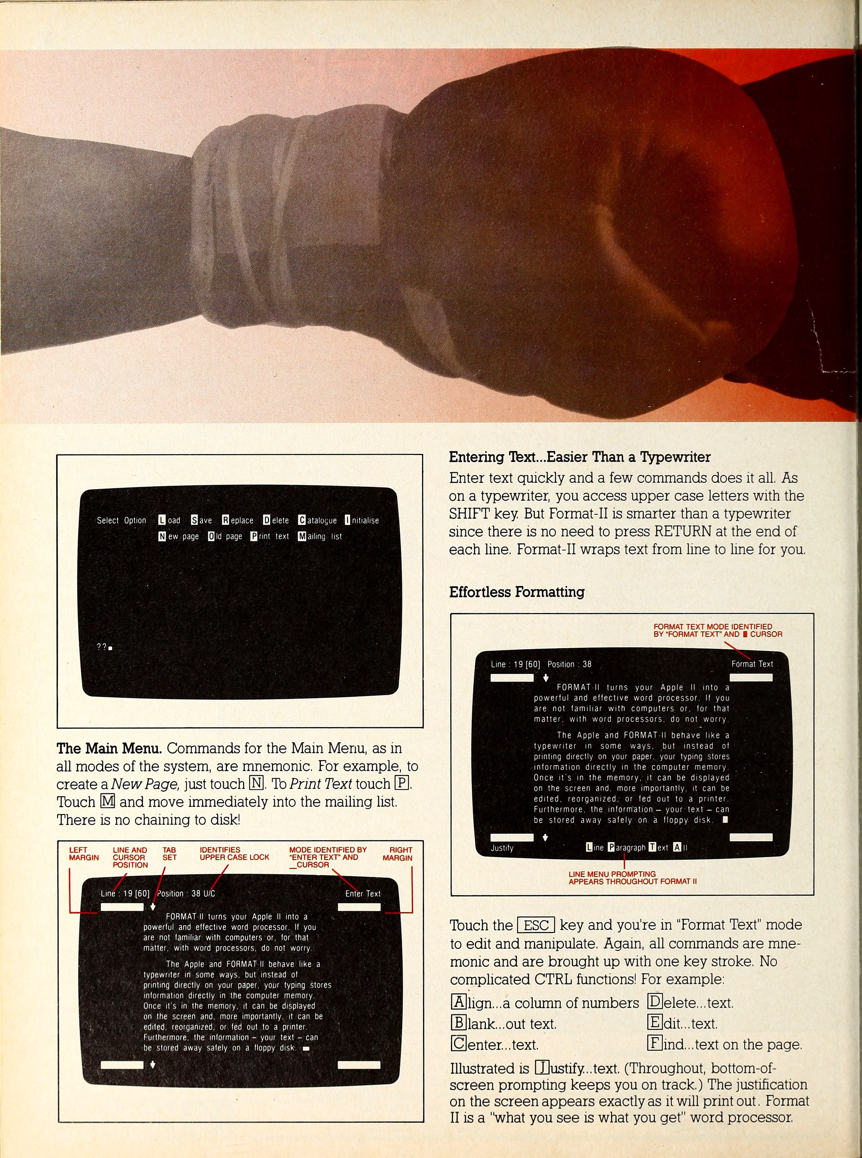 Select Option Load Save Replace Delete Catalogue Initialise
New page Old page Print text Mailing list
??
The Main Menu. Commands for the Main Menu, as in
all modes of the system, are mnemonic. For example, to
create a New Page, just touch N. To Print Text touch P.
Touch M and move immediately into the mailing list.
There is no chaining to disk!
LEFT
MARGIN
LINE AND
CURSOR
POSITION
TAB
SET
IDENTIFIES
UPPER CASE LOCK
MODE IDENTIFIED BY
"ENTER TEXT" AND
_CURSOR
RIGHT
MARGIN
Line : 19 [60] Position : 38 U/C Enter Text
FORMAT-II turns your Apple II into a
powerful and effective word processor. If you
are not familiar with computers or, for that
matter, with word processors, do not worry.
The Apple and FORMAT-II behave like a
typewriter in some ways, but instead of
printing directly on your paper, your typing stores
information directly in the computer memory.
Once it's in the memory, it can be displayed
on the screen and, more importantly, it can be
edited, reorganized, or fed out to a printer.
Furthermore, the information – your text – can
be stored away safely on a floppy disk.
Entering Text...Easier Than a Typewriter
Enter text quickly and a few commands does it all. As
on a typewriter, you access upper case letters with the
SHIFT key. But Format-II is smarter than a typewriter
since there is no need to press RETURN at the end of
each line. Format-II wraps text from line to line for you.
Effortless Formatting
FORMAT TEXT MODE IDENTIFIED
BY "FORMAT TEXT" AND CURSOR
Line : 19 [60] Position : 38 Format Text
FORMAT-II turns your Apple II into a
powerful and effective word processor. If you
are not familiar with computers or, for that
matter, with word processors, do not worry.
The Apple and FORMAT-II behave like a
typewriter in some ways, but instead of
printing directly on your paper, your typing stores
information directly in the computer memory.
Once it's in the memory, it can be displayed
on the screen and, more importantly, it can be
edited, reorganized, or fed out to a printer.
Furthermore, the information – your text – can
be stored away safely on a floppy disk.
Justify Line Paragraph Text All
LINE MENU PROMPTING
APPEARS THROUGHOUT FORMAT II
Touch the ESC key and you're in "Format Text" mode
to edit and manipulate. Again, all commands are mne-
monic and are brought up with one key stroke. No
complicated CTRL functions! For example:
Align...a column of numbers Delete...text.
Blank...out text. Edit...text.
Center...text. Find...text on the page.
Illustrated is Justify...text. (Throughout, bottom-of-
screen prompting keeps you on track.) The justification
on the screen appears exactly as it will print out. Format
II is a "what you see is what you get" word processor.